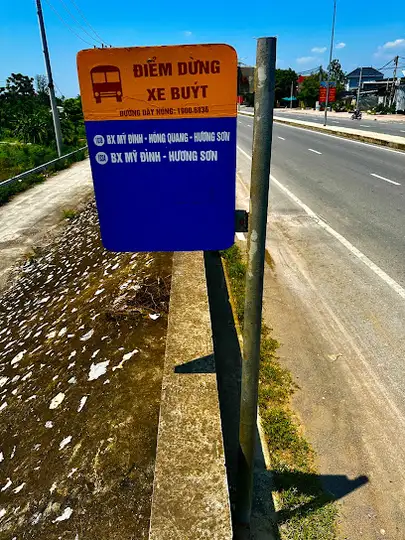 ĐIỂM DỪNG
XE BUÝT
ĐƯỜNG DÂY NÓNG: 1900 8836
BX MỸ ĐÌNH - HỒNG QUANG - HƯƠNG SƠN
BX MỸ ĐÌNH - HƯƠNG SƠN